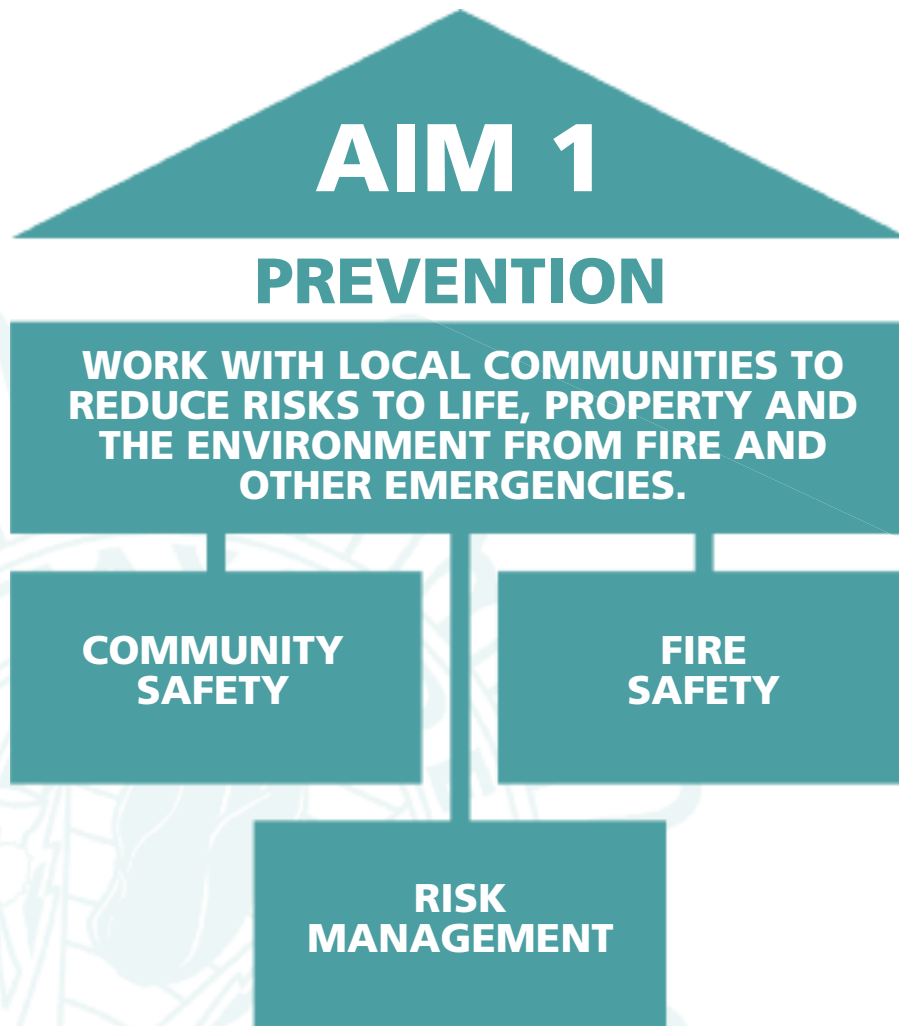 AIM 1
PREVENTION
WORK WITH LOCAL COMMUNITIES TO
REDUCE RISKS TO LIFE, PROPERTY AND
THE ENVIRONMENT FROM FIRE AND
OTHER EMERGENCIES.
COMMUNITY
SAFETY
FIRE
SAFETY
RISK
MANAGEMENT